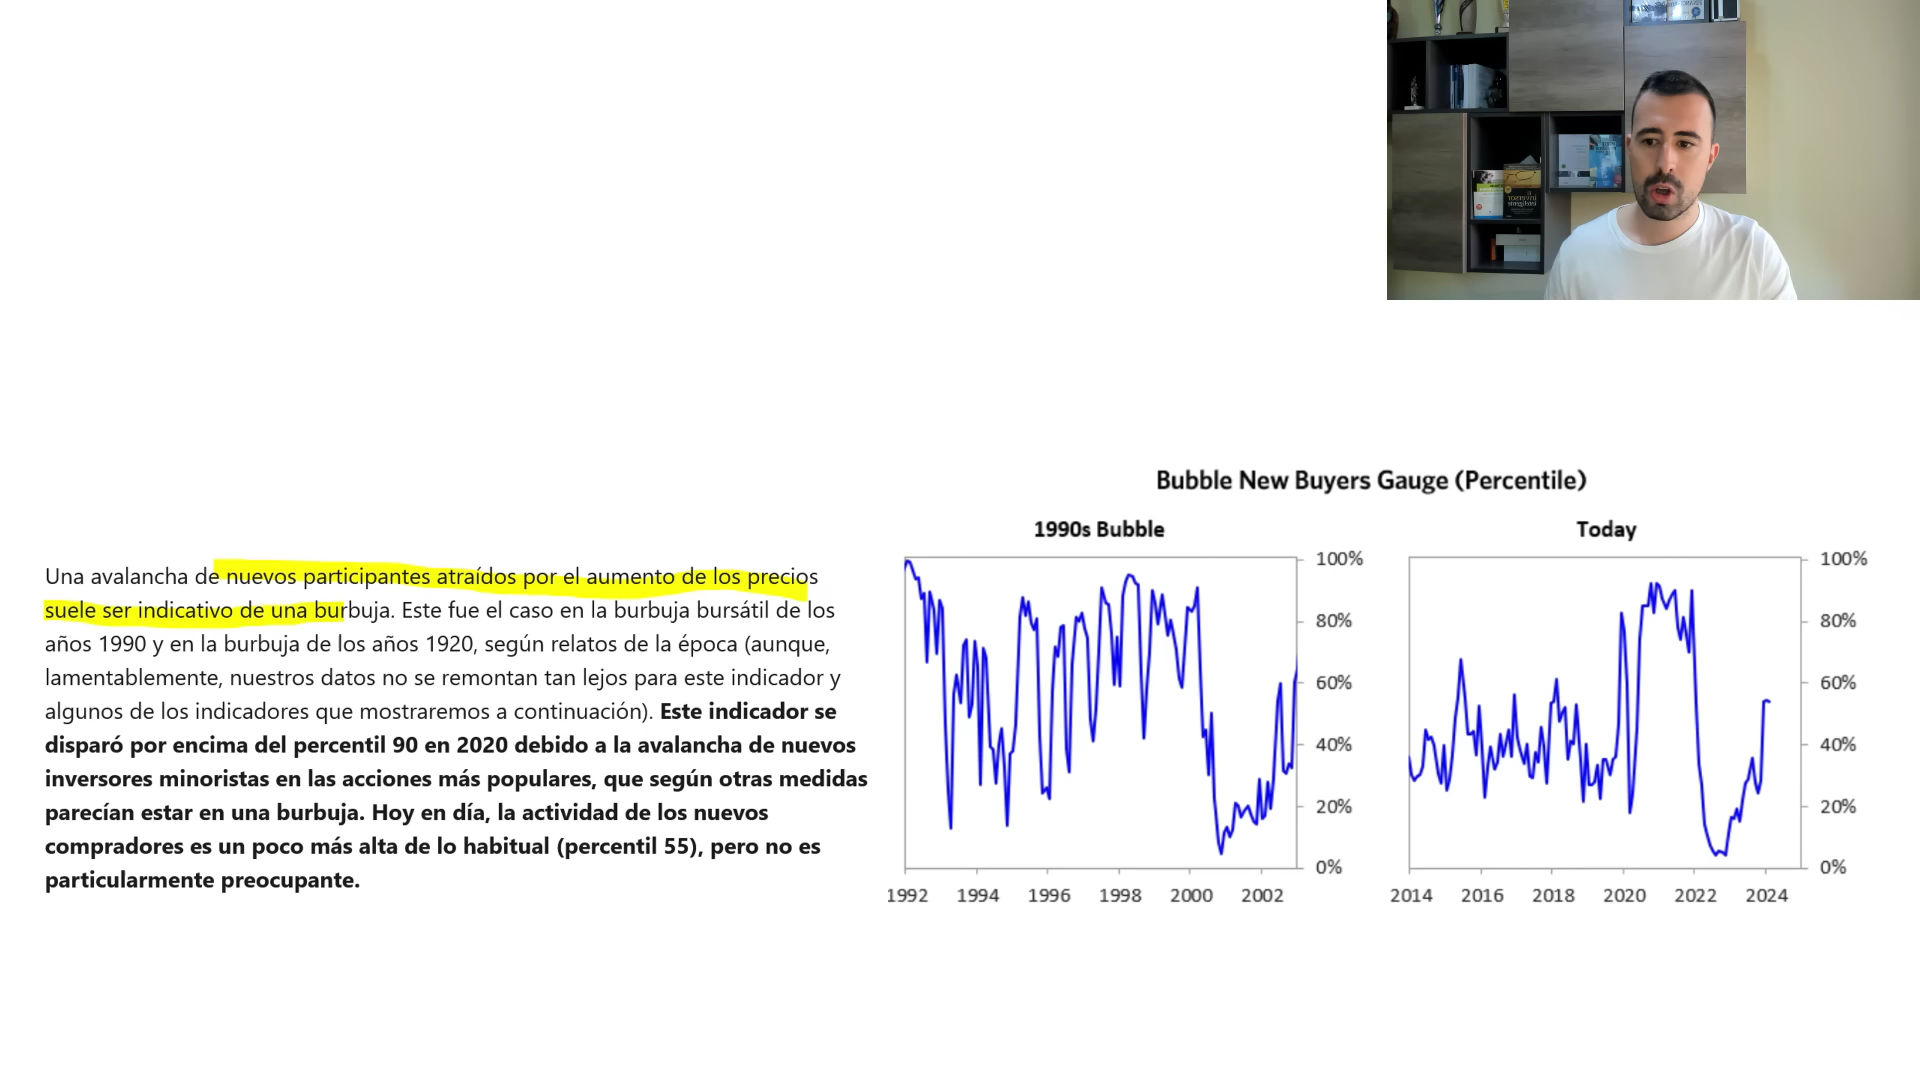 Una avalancha de nuevos participantes atraídos por el aumento de los precios
suele ser indicativo de una burbuja. Este fue el caso en la burbuja bursátil de los
años 1990 y en la burbuja de los años 1920, según relatos de la época (aunque,
lamentablemente, nuestros datos no se remontan tan lejos para este indicador y
algunos de los indicadores que mostraremos a continuación). Este indicador se
disparó por encima del percentil 90 en 2020 debido a la avalancha de nuevos
inversores minoristas en las acciones más populares, que según otras medidas
parecían estar en una burbuja. Hoy en día, la actividad de los nuevos
compradores es un poco más alta de lo habitual (percentil 55), pero no es
particularmente preocupante.
Bubble New Buyers Gauge (Percentile)
1990s Bubble
100%
80%
60%
40%
20%
0%
1992 1994 1996 1998 2000 2002
Today
100%
80%
60%
40%
20%
0%
2014 2016 2018 2020 2022 2024